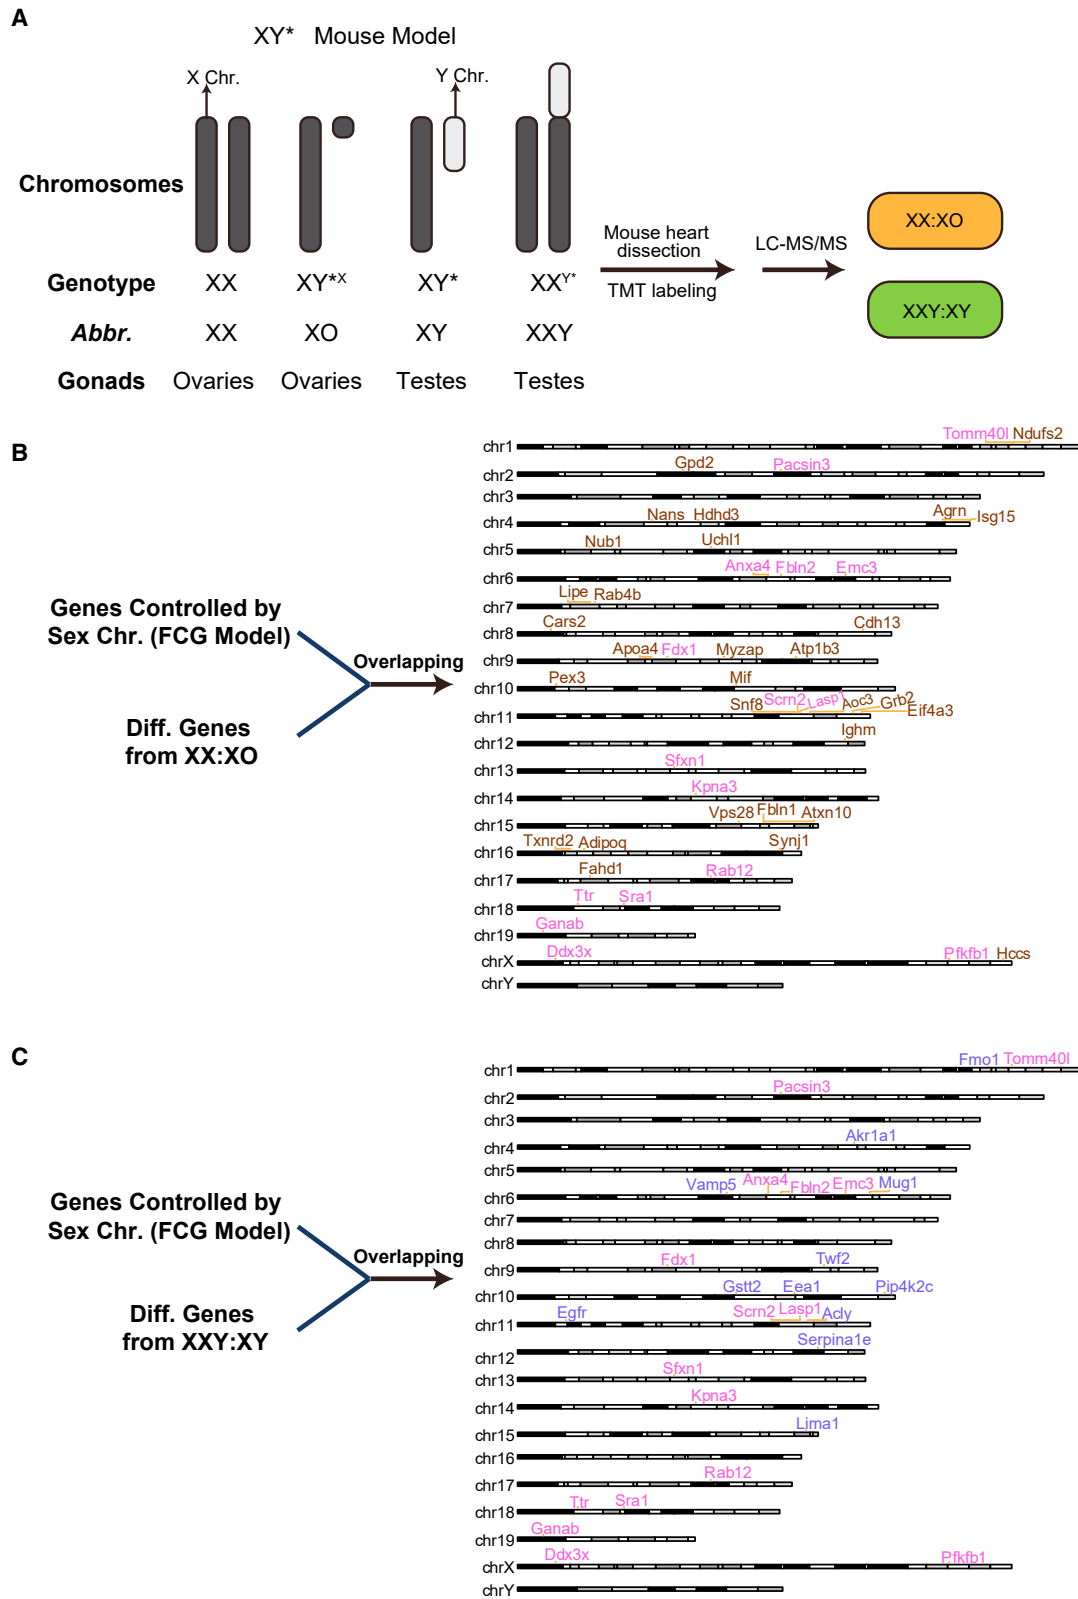 A
XY* Mouse Model
X Chr.
Y Chr.
Chromosomes
Mouse heart
dissection
TMT labeling
LC-MS/MS
XX:XO
XXY:XY
Genotype XX XY*X XY* XXY*
Abbr. XX XO XY XXY
Gonads Ovaries Ovaries Testes Testes
B
Genes Controlled by
Sex Chr. (FCG Model)
Overlapping
Diff. Genes
from XX:XO
chr1 Tomm40l Ndufs2
chr2 Gpd2 Pacsin3
chr3
chr4 Nans Hdhd3 Agrn Isg15
chr5 Nub1 Uchl1
chr6 Anxa4 Fbln2 Emc3
chr7 Lipe Rab4b
chr8 Cars2 Cdh13
chr9 Apoa4 Fdx1 Myzap Atp1b3
chr10 Pex3 Mif
chr11 Snf8 Scrn2 Lasp1 Aoc3 Grb2 Eif4a3
chr12 Ighm
chr13 Sfxn1
chr14 Kpna3
chr15 Vps28 Fbln1 Atxn10
chr16 Txnrd2 Adipoq Synj1
chr17 Fahd1 Rab12
chr18 Ttr Sra1
chr19 Ganab
chrX Ddx3x Pfkfb1 Hccs
chrY
C
Genes Controlled by
Sex Chr. (FCG Model)
Overlapping
Diff. Genes
from XXY:XY
chr1 Fmo1 Tomm40l
chr2 Pacsin3
chr3
chr4 Akr1a1
chr5
chr6 Vamp5 Anxa4 Fbln2 Emc3 Mug1
chr7
chr8
chr9 Fdx1 Twf2
chr10 Gstt2 Eea1 Pip4k2c
chr11 Egfr Scrn2 Lasp1 Acly
chr12 Serpina1e
chr13 Sfxn1
chr14 Kpna3
chr15 Lima1
chr16
chr17 Rab12
chr18 Ttr Sra1
chr19 Ganab
chrX Ddx3x Pfkfb1
chrY